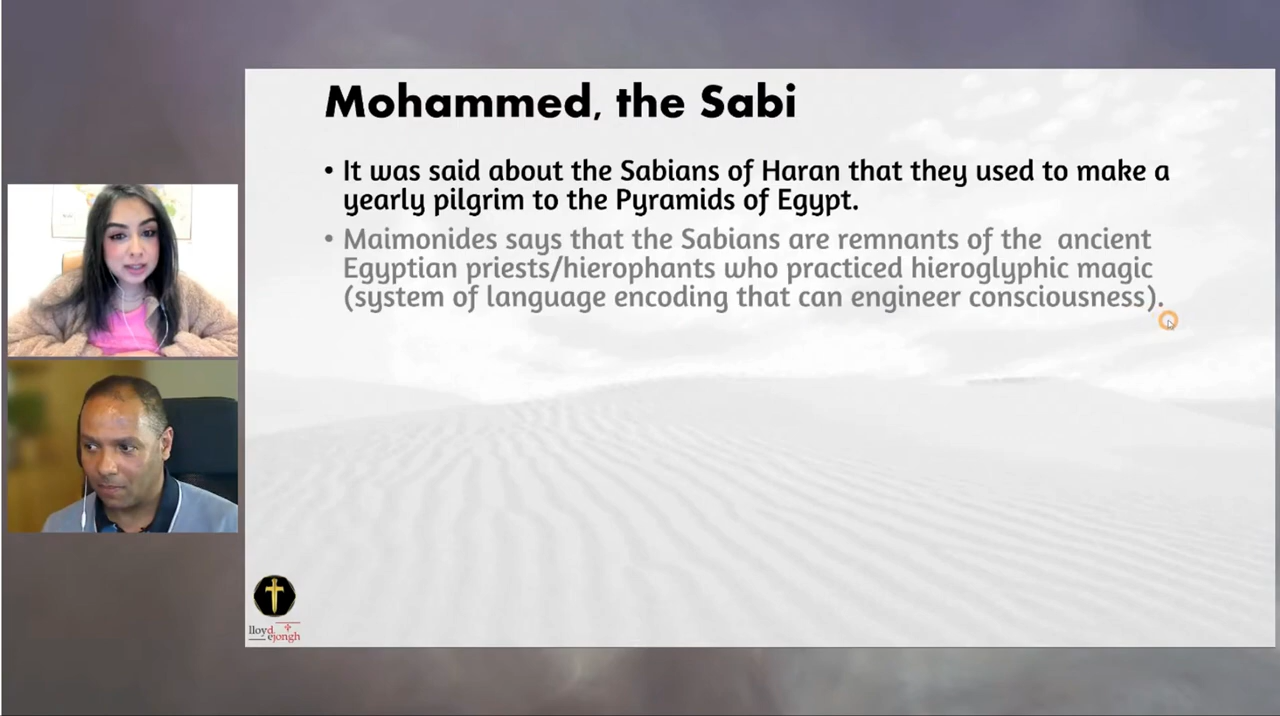 Mohammed, the Sabi
• It was said about the Sabians of Haran that they used to make a
yearly pilgrim to the Pyramids of Egypt.
• Maimonides says that the Sabians are remnants of the  ancient
Egyptian priests/hierophants who practiced hieroglyphic magic
(system of language encoding that can engineer consciousness).
lloyd
ejongh